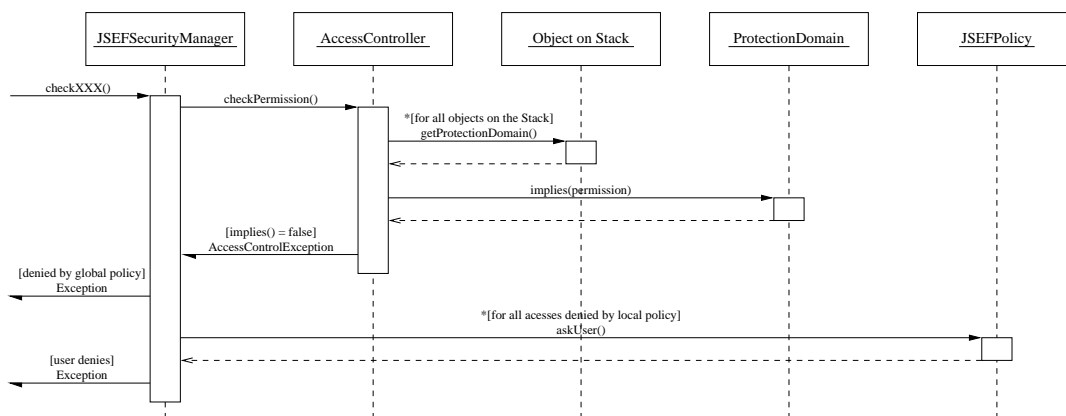 JSEFSecurityManager
AccessController
Object on Stack
ProtectionDomain
JSEFPolicy
checkXXX()
checkPermission()
*[for all objects on the Stack]
getProtectionDomain()
implies(permission)
[implies() = false]
AccessControlException
[denied by global policy]
Exception
*[for all acesses denied by local policy]
askUser()
[user denies]
Exception